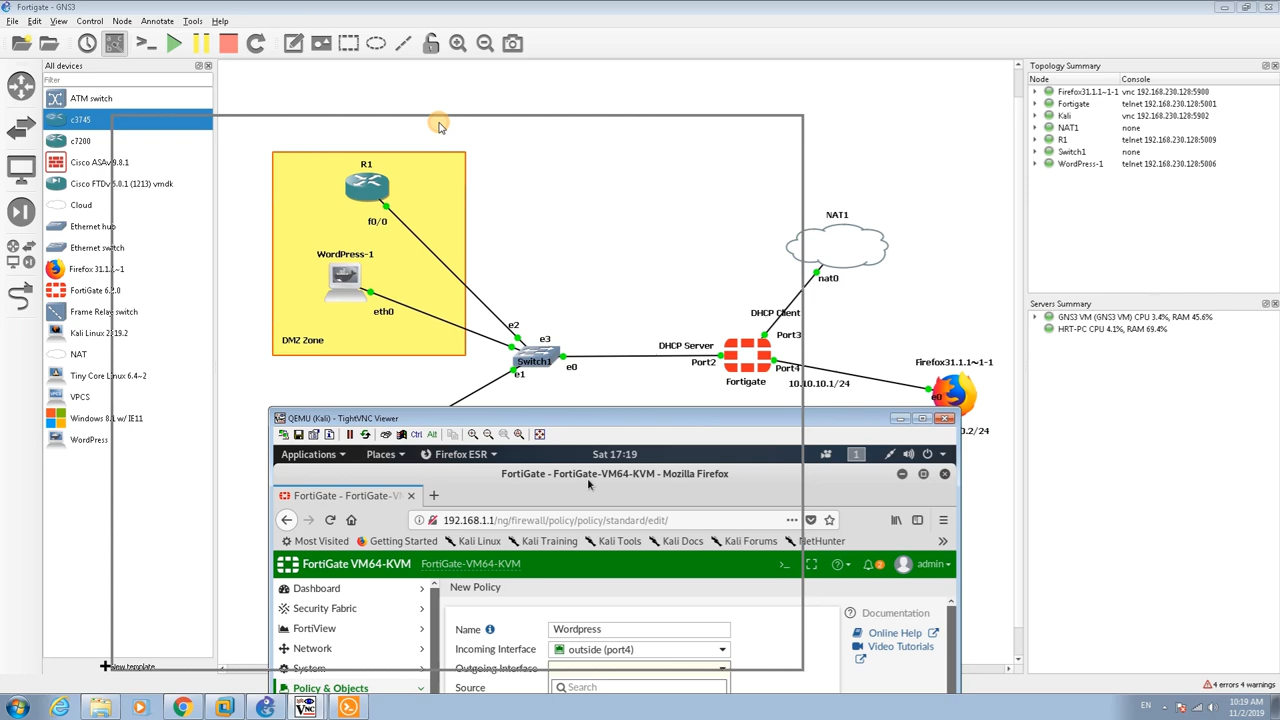 Fortigate - GNS3
File Edit View GNS3 Control Node Annotate Tools Help
All devices
Filter
ATM switch
c3745
c7200
Cisco ASAv 9.8.1
Cisco FTDv 6.0.1 (1213) vmdk
Cloud
Ethernet hub
Ethernet switch
FortiGate 6.2.0
Frame Relay switch
Kali Linux 2019.2
NAT
Tiny Core Linux 6.4~2
VPCS
Windows 8.1 w/ IE11
WordPress
New template
R1
f0/0
WordPress-1
eth0
DMZ Zone
e2
e3
Switch1
e1
e0
DHCP Server
Port2
NAT1
nat0
DHCP Client
Port3
Port4
Fortigate
10.10.10.1/24
Firefox31.1.1~1-1
e0
Topology Summary
Node Console
Firefox31.1.1~1-1 vnc 192.168.230.128:5900
Fortigate telnet 192.168.230.128:5001
Kali vnc 192.168.230.128:5902
NAT1 none
R1 telnet 192.168.230.128:5009
Switch1 none
WordPress-1 telnet 192.168.230.128:5006
Servers Summary
GNS3 VM (GNS3 VM) CPU 3.4%, RAM 45.6%
HRT-PC CPU 4.1%, RAM 69.4%
4 errors 4 warnings
QEMU (Kali) - TightVNC Viewer
Ctrl Alt
Applications Places Firefox ESR Sat 17:19 1
FortiGate - FortiGate-VM64-KVM - Mozilla Firefox
FortiGate - FortiGate-V
192.168.1.1/ng/firewall/policy/policy/standard/edit/
Most Visited Getting Started Kali Linux Kali Training Kali Tools Kali Docs Kali Forums NetHunter
FortiGate VM64-KVM FortiGate-VM64-KVM admin
Dashboard
Security Fabric
FortiView
Network
System
Policy & Objects
New Policy
Name Wordpress
Incoming Interface outside (port4)
Outgoing Interface
Source Search
Documentation
Online Help
Video Tutorials
EN
10:19 AM
11/2/2019